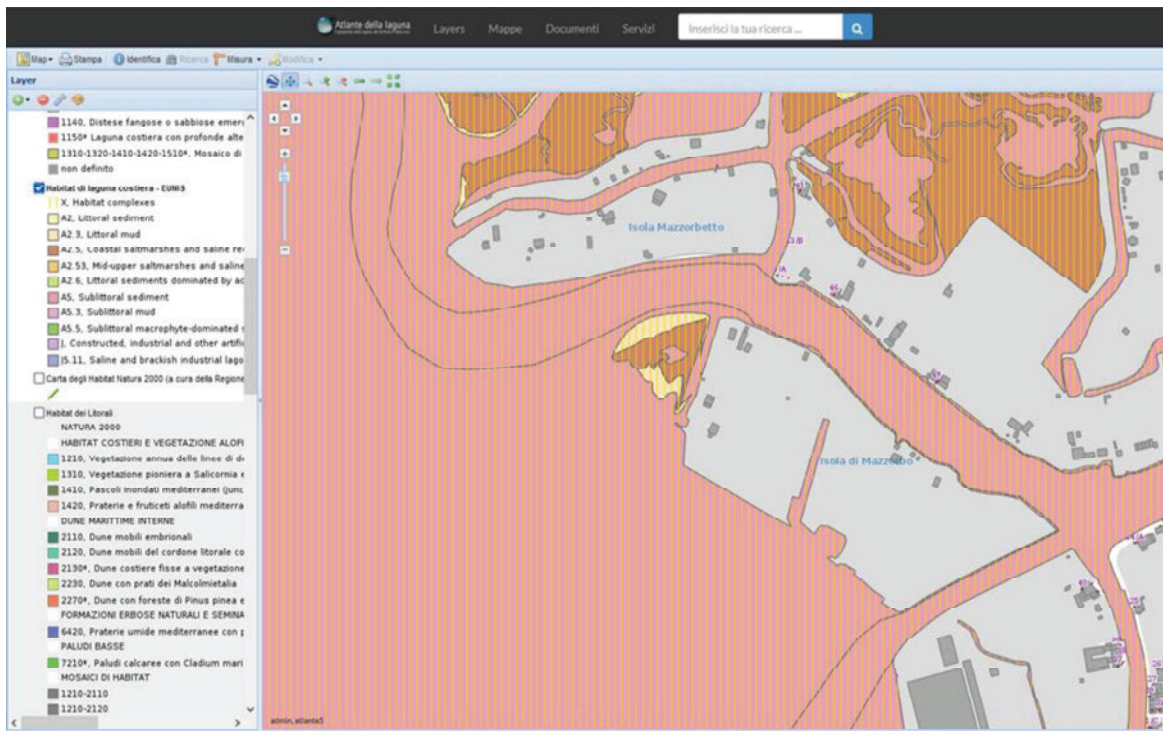 Atlante della laguna
Layers Mappe Documenti Servizi Inserisci la tua ricerca ...
Map Stampa Identifica Ricerca Misura Modifica
Layer
1140, Distese fangose o sabbiose emer
1150* Laguna costiera con profonde alte
1310-1320-1410-1420-1510*, Mosaico di
non definito
Habitat di laguna costiera - EUNIS
X, Habitat complexes
A2, Littoral sediment
A2.3, Littoral mud
A2.5, Coastal saltmarshes and saline re
A2.53, Mid-upper saltmarshes and saline
A2.6, Littoral sediments dominated by ac
A5, Sublittoral sediment
A5.3, Sublittoral mud
A5.5, Sublittoral macrophyte-dominated s
J, Constructed, industrial and other artifi
J5.11, Saline and brackish industrial lago
Carta degli Habitat Natura 2000 (a cura della Regione
Habitat dei Litorali
NATURA 2000
HABITAT COSTIERI E VEGETAZIONE ALOFI
1210, Vegetazione annua delle linee di de
1310, Vegetazione pioniera a Salicornia e
1410, Pascoli inondati mediterranei (Junc
1420, Praterie e fruticeti alofili mediterra
DUNE MARITTIME INTERNE
2110, Dune mobili embrionali
2120, Dune mobili del cordone litorale co
2130*, Dune costiere fisse a vegetazione
2230, Dune con prati dei Malcolmietalia
2270*, Dune con foreste di Pinus pinea e
FORMAZIONI ERBOSE NATURALI E SEMINA
6420, Praterie umide mediterranee con p
PALUDI BASSE
7210*, Paludi calcaree con Cladium mari
MOSAICI DI HABITAT
1210-2110
1210-2120
Isola Mazzorbetto
Isola di Mazzorbo
admin, atlante5